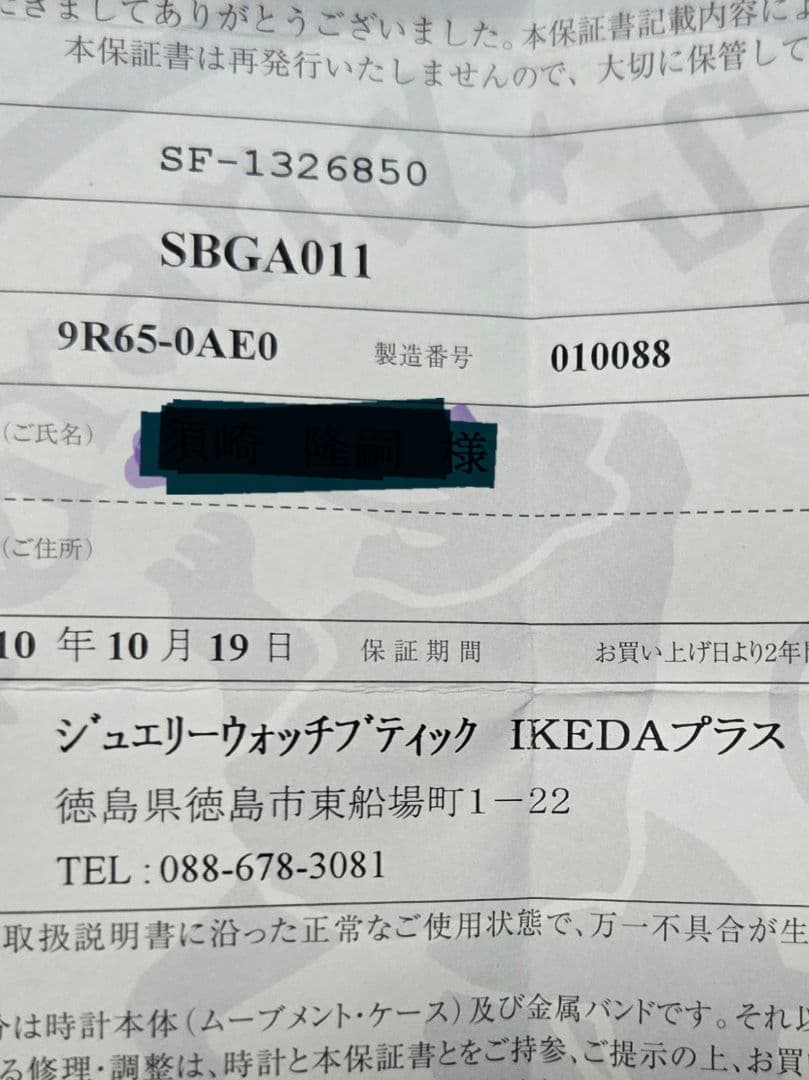 きましてありがとうございました。本保証書記載内容によ
本保証書は再発行いたしませんので、大切に保管して
SF-1326850
SBGA011
9R65-0AE0 製造番号 010088
(ご氏名) 様
(ご住所)
10 年 10 月 19 日 保証期間 お買い上げ日より2年間
ジュエリーウォッチブティック IKEDAプラス
徳島県徳島市東船場町1－22
TEL : 088-678-3081
取扱説明書に沿った正常なご使用状態で、万一不具合が生
は時計本体（ムーブメント・ケース）及び金属バンドです。それ以
る修理・調整は、時計と本保証書とをご持参、ご提示の上、お買